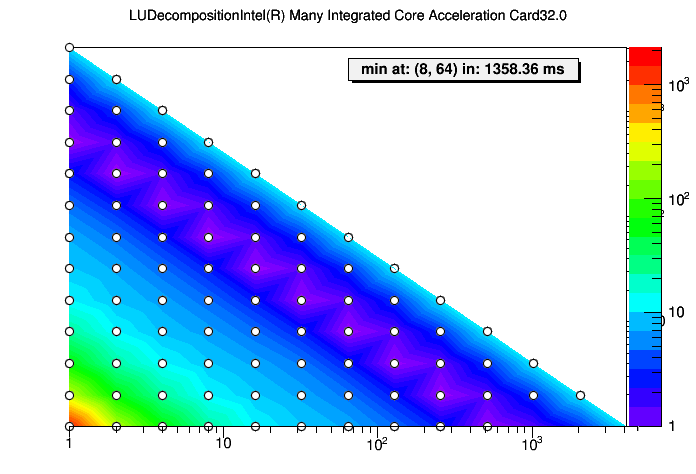 LUDecompositionIntel(R) Many Integrated Core Acceleration Card32.0
min at: (8, 64) in: 1358.36 ms
10³
10²
10
1
1 10 10² 10³